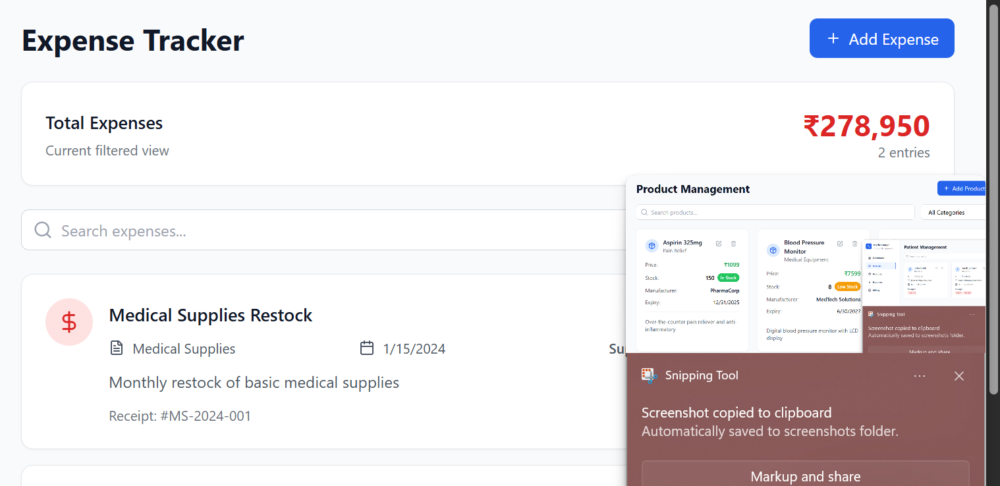 Expense Tracker
+ Add Expense
Total Expenses
Current filtered view
₹278,950
2 entries
Search expenses...
Medical Supplies Restock
Medical Supplies
1/15/2024
Su
Monthly restock of basic medical supplies
Receipt: #MS-2024-001
Product Management
+ Add Product
Search products...
All Categories
Aspirin 325mg
Pain Relief
Price: ₹1099
Stock: 150 In Stock
Manufacturer: PharmaCorp
Expiry: 12/31/2025
Over-the-counter pain reliever and anti-
inflammatory
Blood Pressure
Monitor
Medical Equipment
Price: ₹7599
Stock: 8 Low Stock
Manufacturer: MedTech Solutions
Expiry: 6/30/2027
Digital blood pressure monitor with LCD
display
Patient Management
Dashboard
Patients
Products
Expenses
Billing
Snipping Tool
Screenshot copied to clipboard
Automatically saved to screenshots folder.
Markup and share
Snipping Tool
Screenshot copied to clipboard
Automatically saved to screenshots folder.
Markup and share